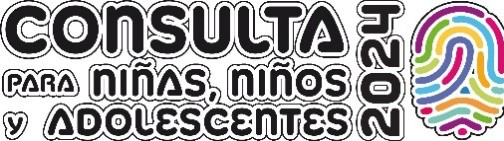 CONSULTA
PARA NIÑAS, NIÑOS
Y ADOLESCENTES
2024